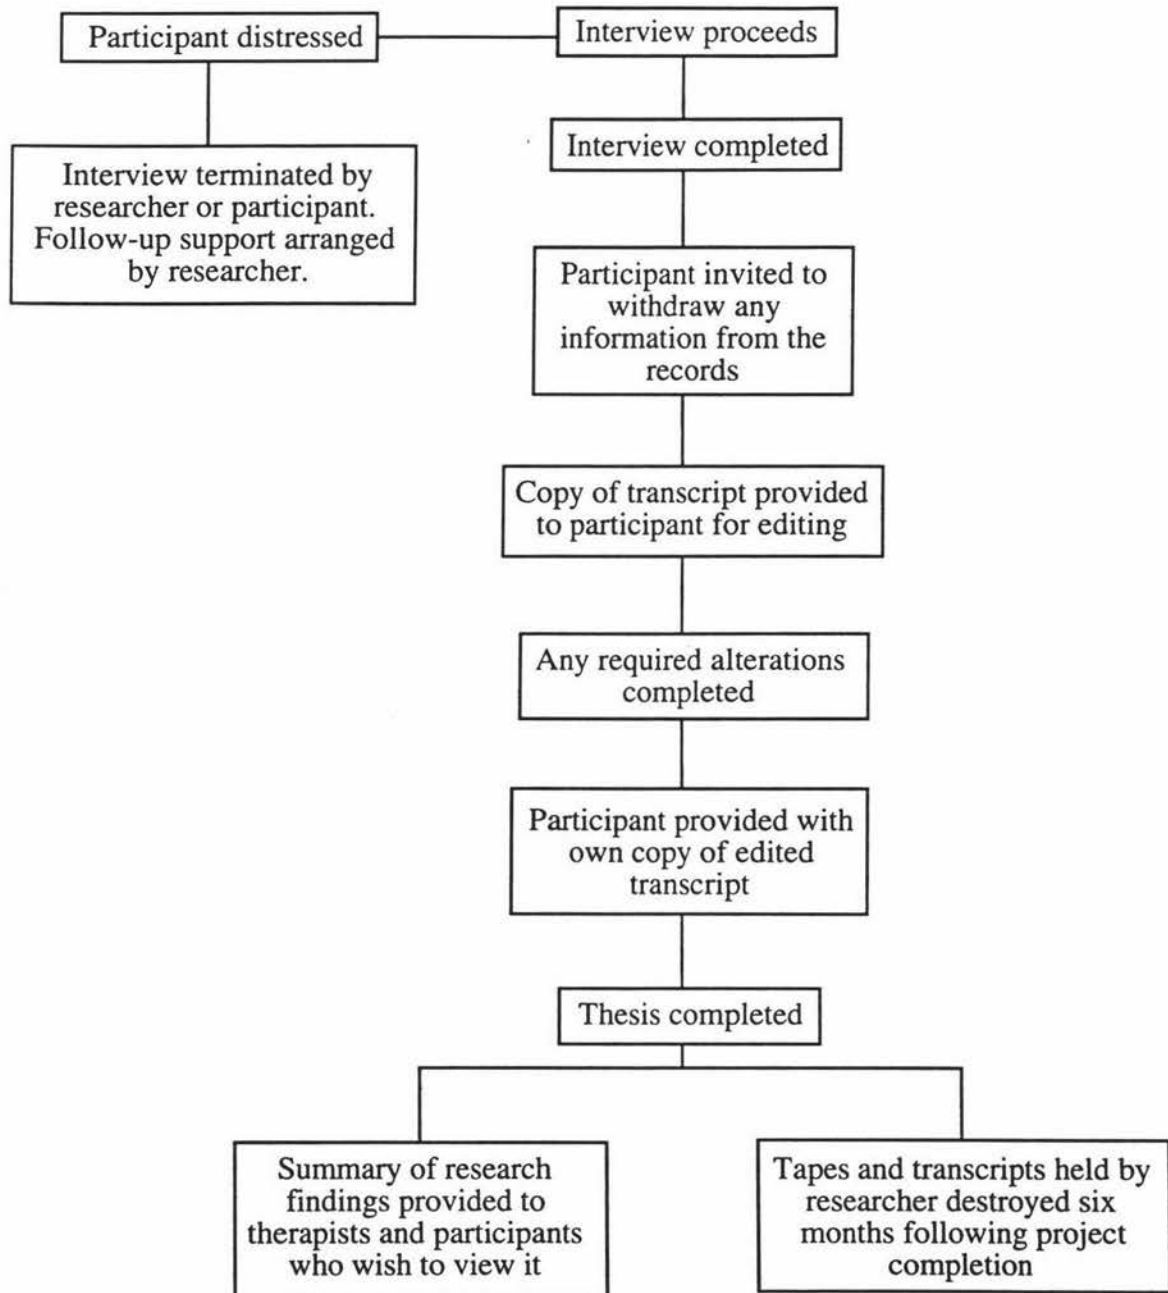 Participant distressed
Interview proceeds
Interview terminated by
researcher or participant.
Follow-up support arranged
by researcher.
Interview completed
Participant invited to
withdraw any
information from the
records
Copy of transcript provided
to participant for editing
Any required alterations
completed
Participant provided with
own copy of edited
transcript
Thesis completed
Summary of research
findings provided to
therapists and participants
who wish to view it
Tapes and transcripts held by
researcher destroyed six
months following project
completion